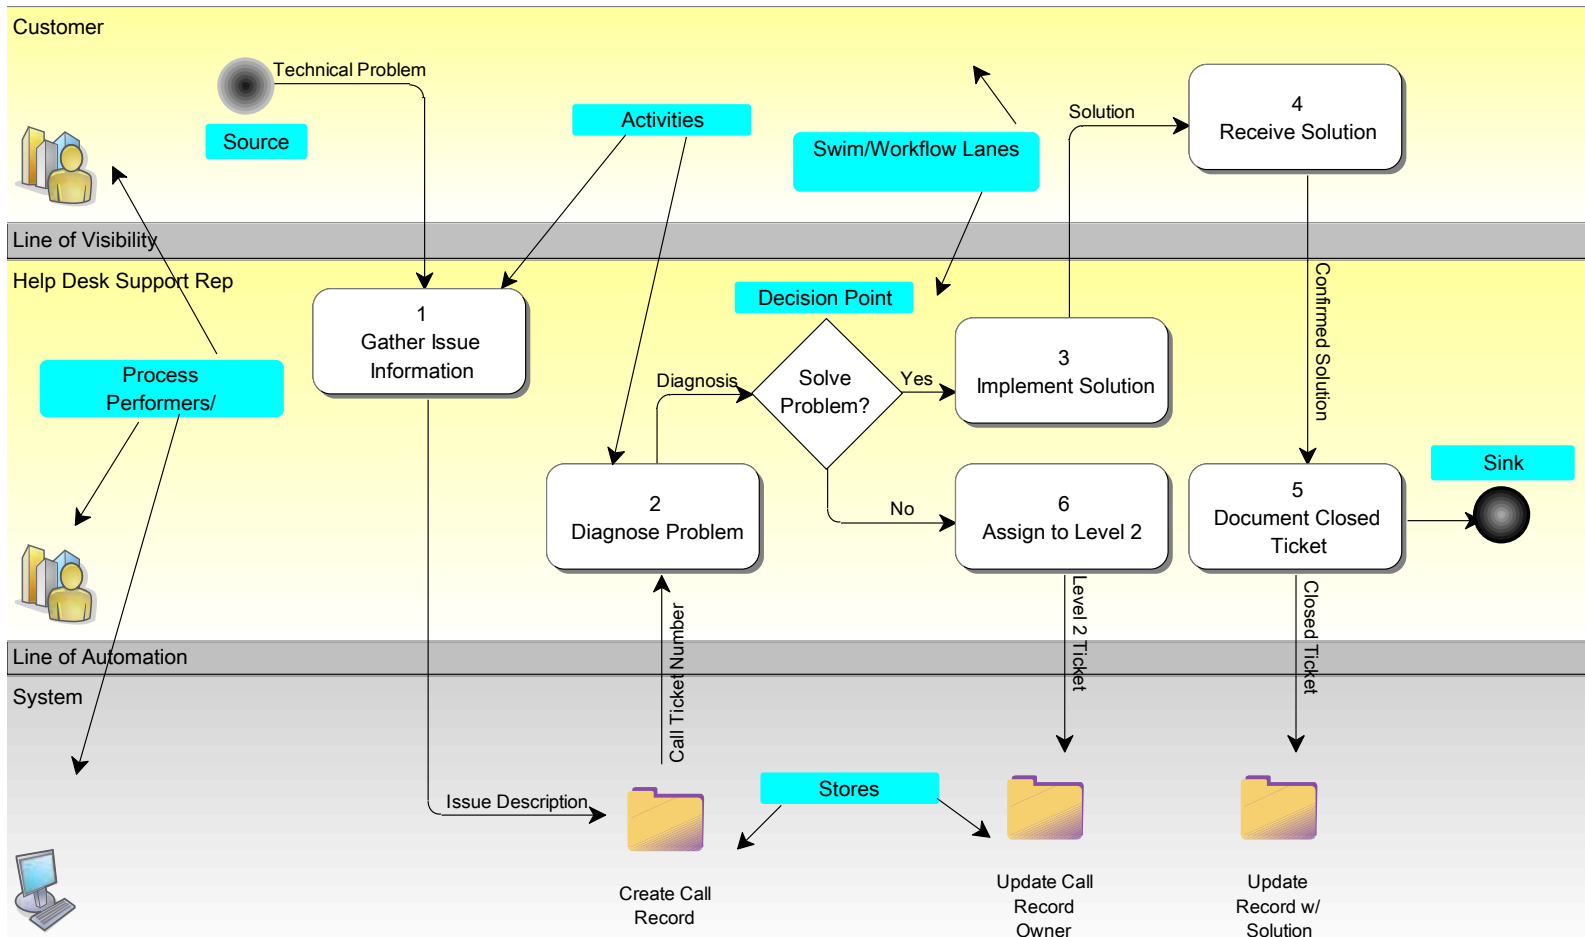 Customer
Technical Problem
Source
Activities
Swim/Workflow Lanes
Solution
4
Receive Solution
Line of Visibility
Help Desk Support Rep
1
Gather Issue
Information
Decision Point
Solve
Problem?
Diagnosis
Yes
3
Implement Solution
Confirmed Solution
Process
Performers/
2
Diagnose Problem
No
6
Assign to Level 2
5
Document Closed
Ticket
Sink
Line of Automation
System
Call Ticket Number
Level 2 Ticket
Closed Ticket
Issue Description
Stores
Create Call
Record
Update Call
Record
Owner
Update
Record w/
Solution